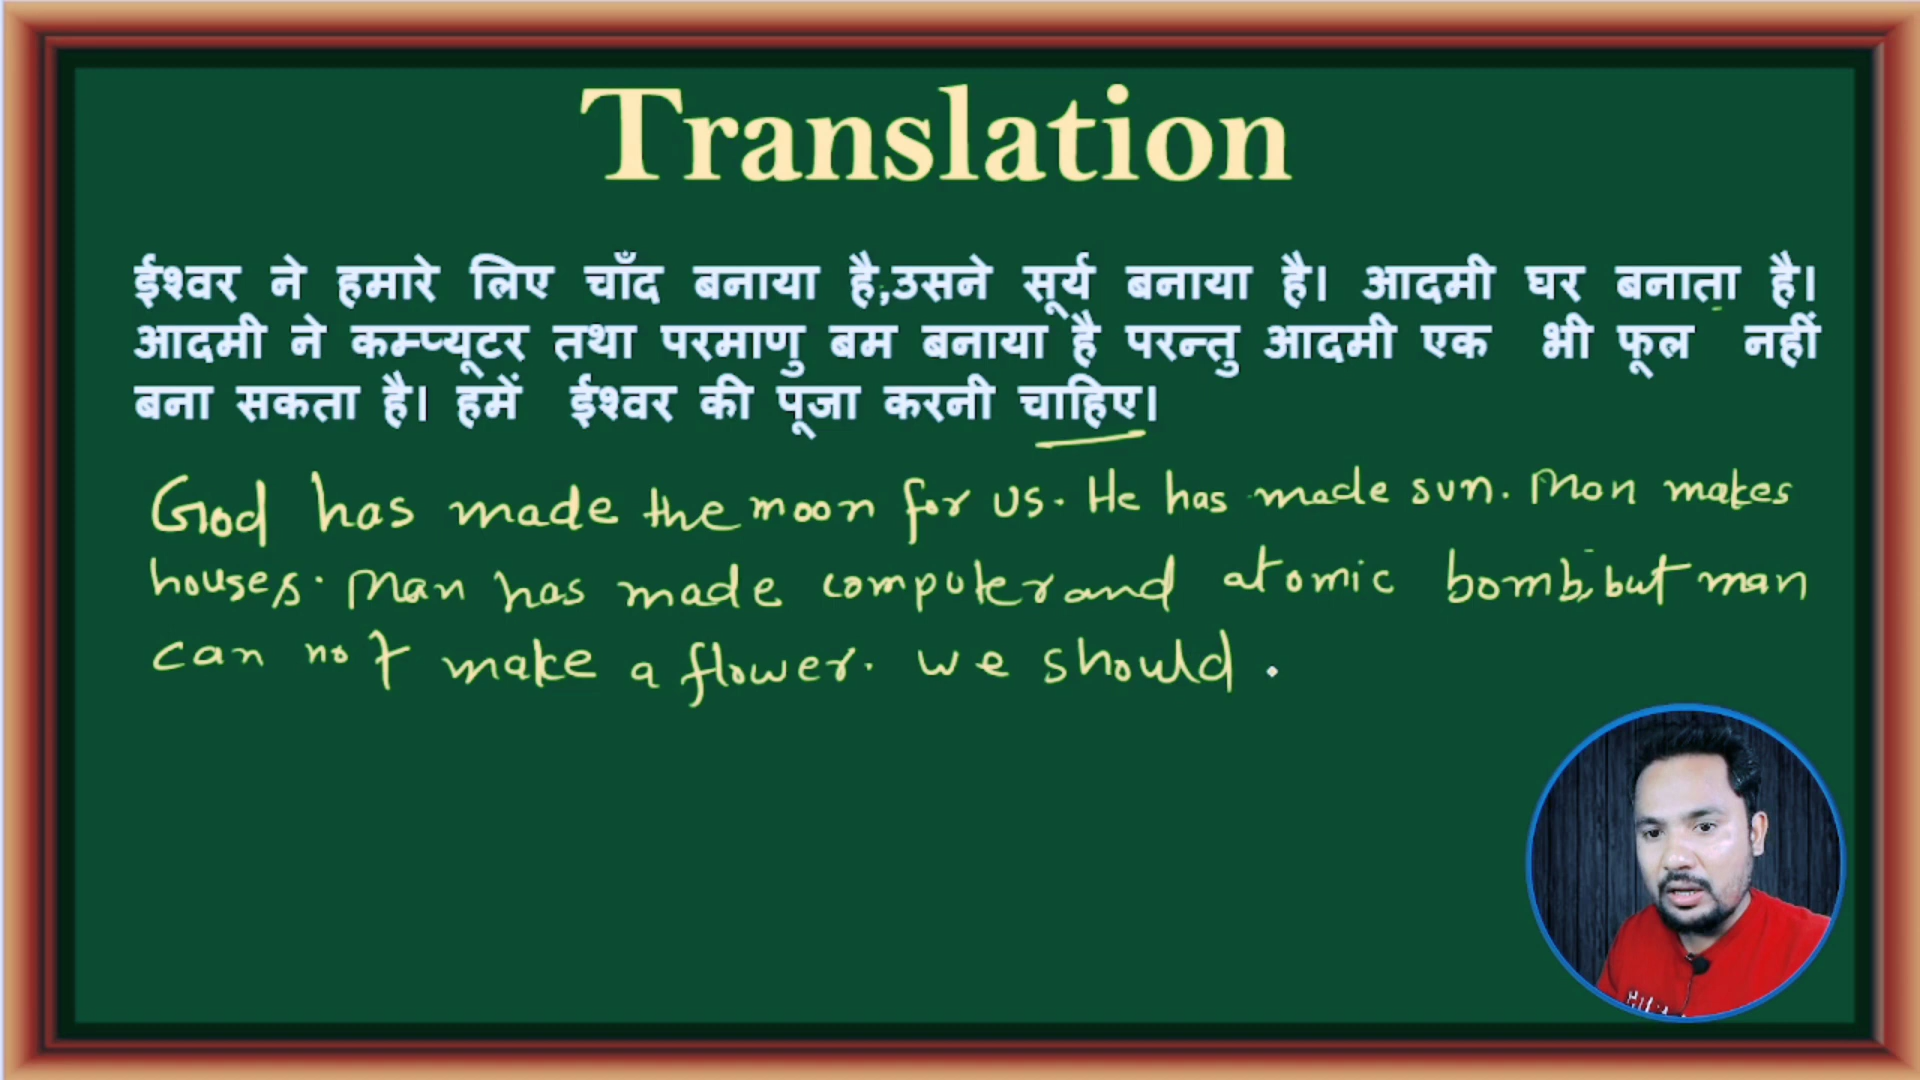 Translation
ईश्वर ने हमारे लिए चाँद बनाया है,उसने सूर्य बनाया है। आदमी घर बनाता है।
आदमी ने कम्प्यूटर तथा परमाणु बम बनाया है परन्तु आदमी एक भी फूल नहीं
बना सकता है। हमें ईश्वर की पूजा करनी चाहिए।
God has made the moon for us. He has made sun. Man makes
houses. Man has made computer and atomic bomb, but man
can not make a flower. we should .